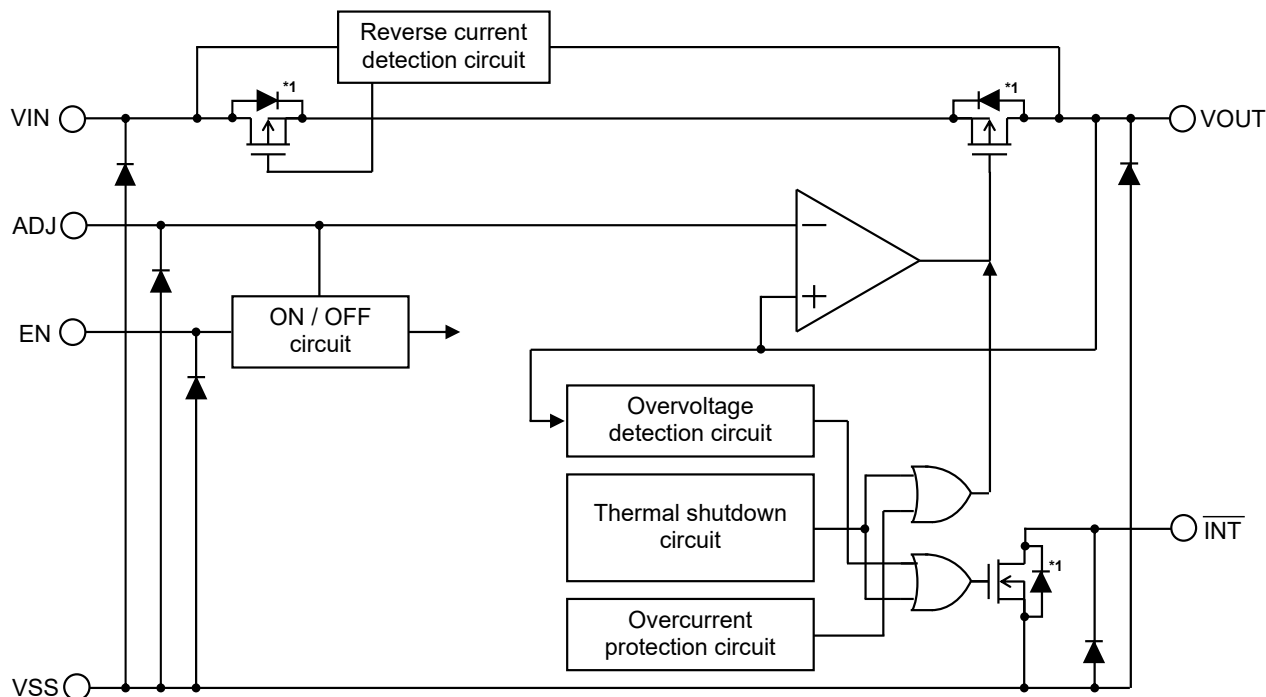 Reverse current
detection circuit
*1
*1
VIN
VOUT
ADJ
−
+
EN
ON / OFF
circuit
Overvoltage
detection circuit
Thermal shutdown
circuit
INT
*1
Overcurrent
protection circuit
VSS